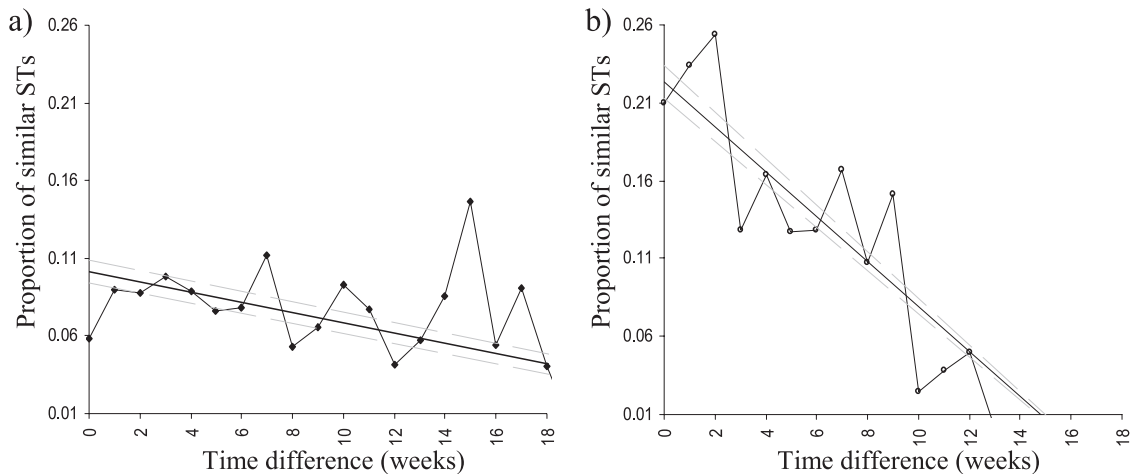 a)
Proportion of similar STs
0.26
0.21
0.16
0.11
0.06
0.01
0 2 4 6 8 10 12 14 16 18
Time difference (weeks)
b)
Proportion of similar STs
0.26
0.21
0.16
0.11
0.06
0.01
0 2 4 6 8 10 12 14 16 18
Time difference (weeks)